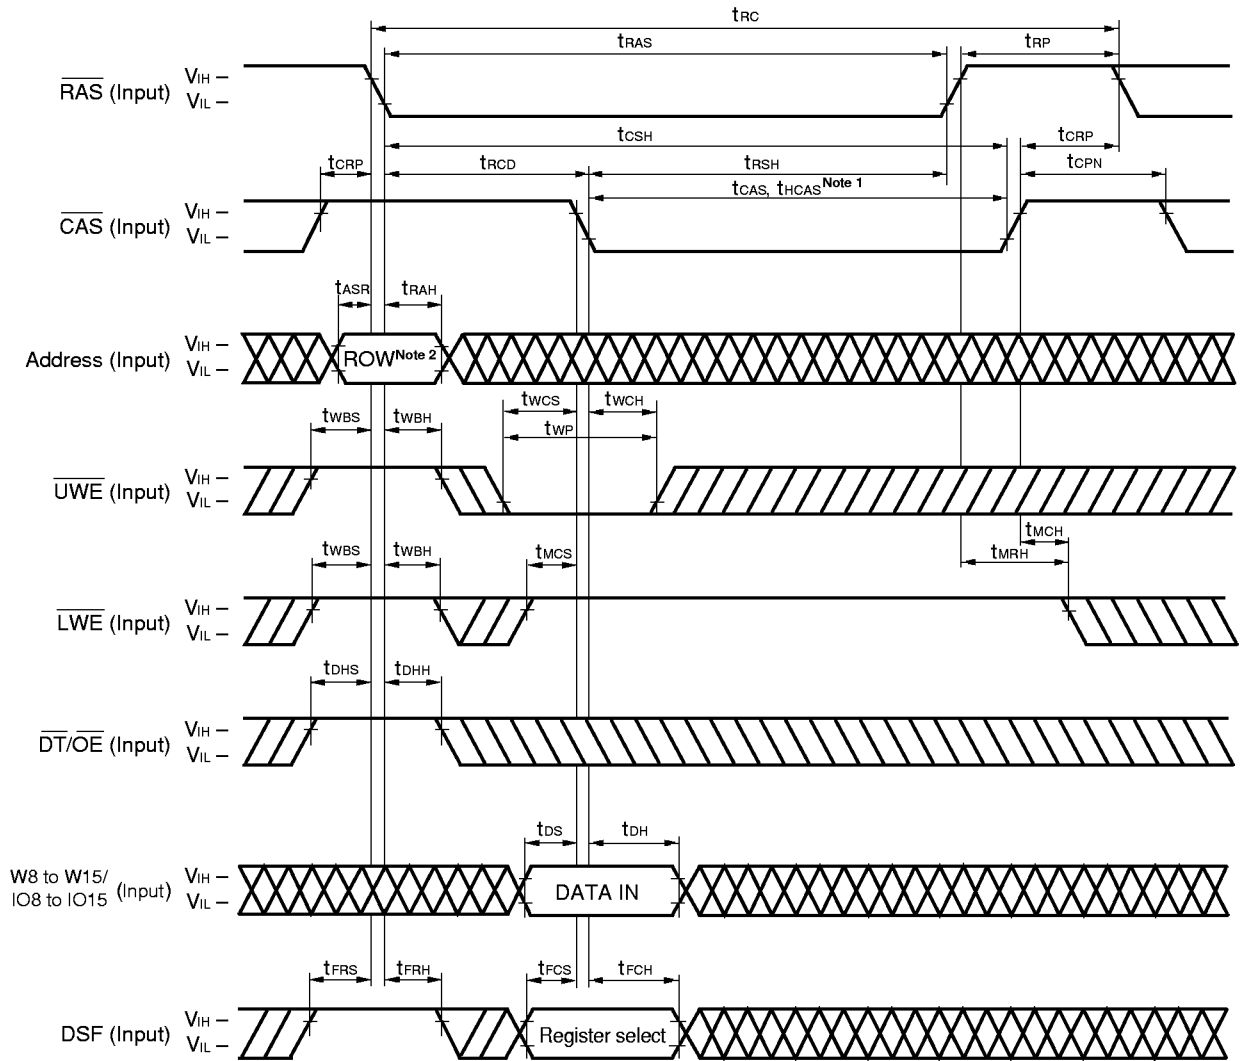 tRC
tRAS tRP
RAS (Input) VIH
VIL
tCSH tCRP
tCRP tRCD tRSH tCPN
tCAS, tHCAS Note 1
CAS (Input) VIH
VIL
tASR tRAH
Address (Input) VIH
VIL
ROW Note 2
tWCS tWCH
tWBS tWBH tWP
UWE (Input) VIH
VIL
tMCH
tWBS tWBH tMCS tMRH
LWE (Input) VIH
VIL
tDHS tDHH
DT/OE (Input) VIH
VIL
tDS tDH
W8 to W15/
IO8 to IO15 (Input) VIH
VIL
DATA IN
tFRS tFRH tFCS tFCH
DSF (Input) VIH
VIL
Register select